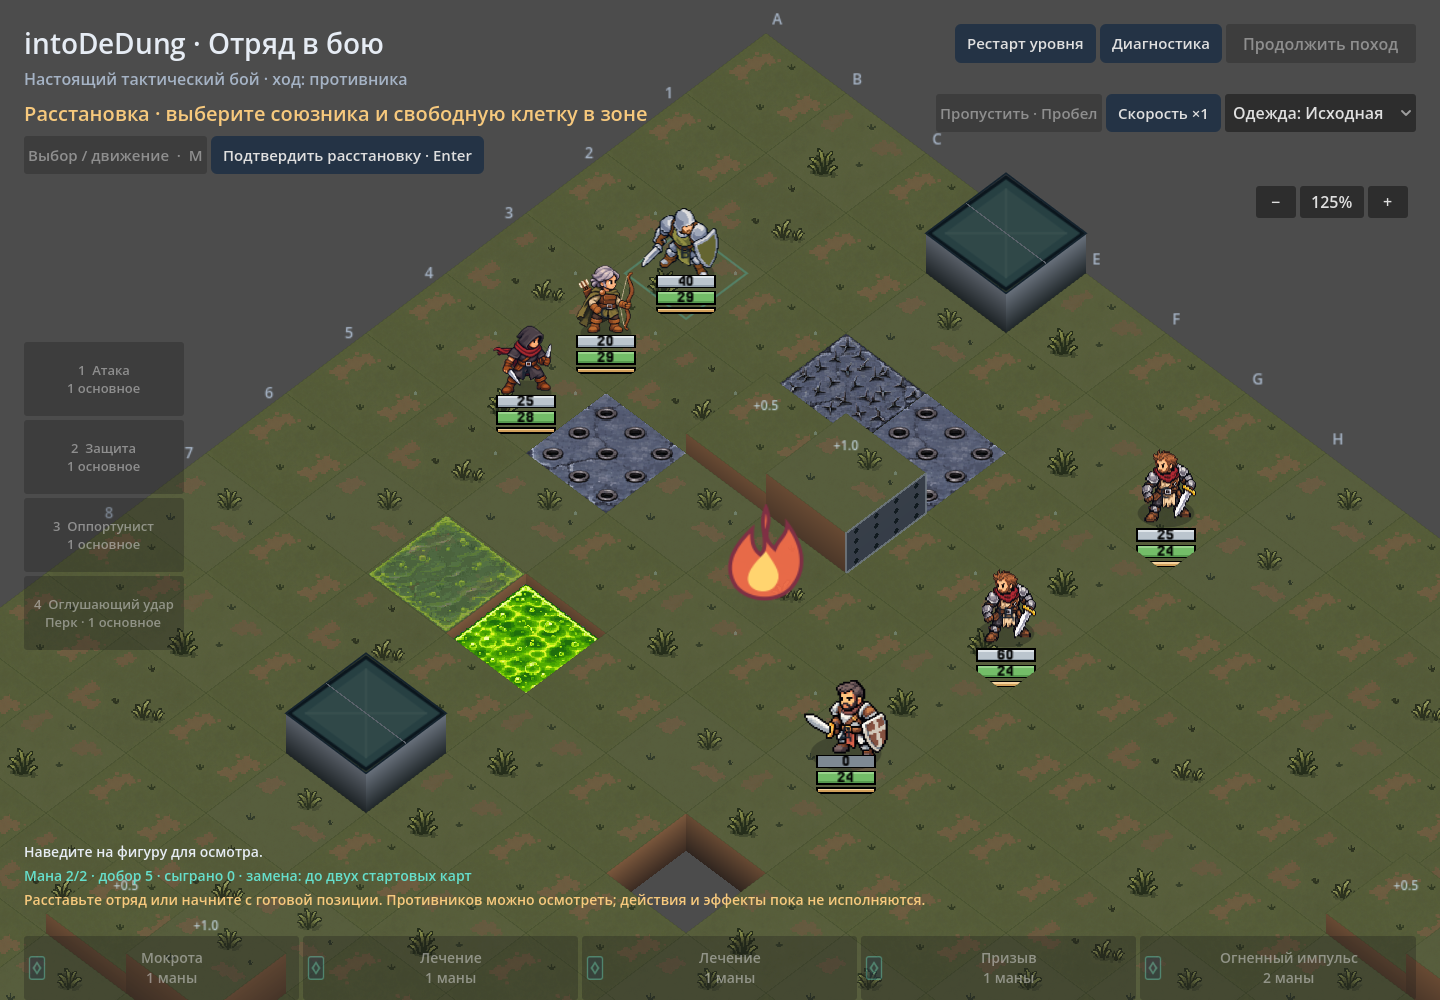 intoDeDung · Отряд в бою
Настоящий тактический бой · ход: противника
Расстановка · выберите союзника и свободную клетку в зоне
Выбор / движение · M
Подтвердить расстановку · Enter
Рестарт уровня
Диагностика
Продолжить поход
Пропустить · Пробел
Скорость ×1
Одежда: Исходная
−
125%
+
A
B
C
E
F
G
H
1
2
3
4
5
6
7
8
40
29
20
29
25
28
+0.5
+1.0
25
24
60
24
0
24
1 Атака
1 основное
2 Защита
1 основное
3 Оппортунист
1 основное
4 Оглушающий удар
Перк · 1 основное
Наведите на фигуру для осмотра.
Мана 2/2 · добор 5 · сыграно 0 · замена: до двух стартовых карт
+0.5
+0.5
Расставьте отряд или начните с готовой позиции. Противников можно осмотреть; действия и эффекты пока не исполняются.
+1.0
Мокрота
1 маны
Лечение
1 маны
Лечение
1 маны
Призыв
1 маны
Огненный импульс
2 маны